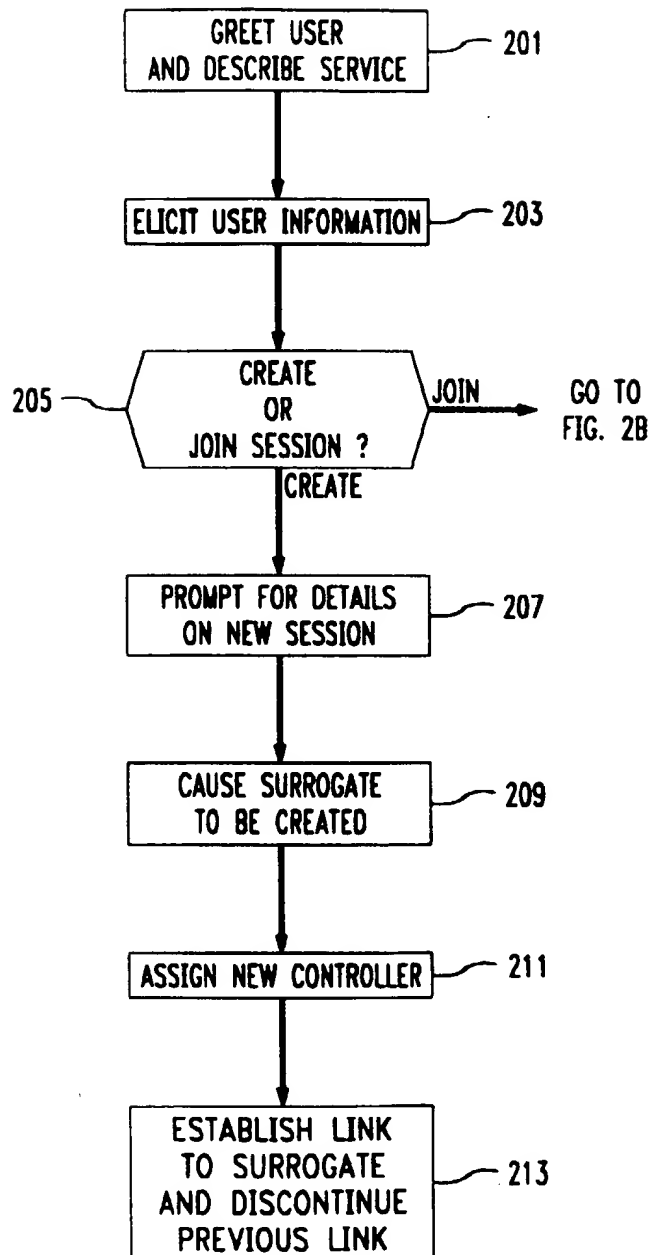 GREET USER
AND DESCRIBE SERVICE
201
ELICIT USER INFORMATION
203
205
CREATE
OR
JOIN SESSION ?
JOIN
GO TO
FIG. 2B
CREATE
PROMPT FOR DETAILS
ON NEW SESSION
207
CAUSE SURROGATE
TO BE CREATED
209
ASSIGN NEW CONTROLLER
211
ESTABLISH LINK
TO SURROGATE
AND DISCONTINUE
PREVIOUS LINK
213